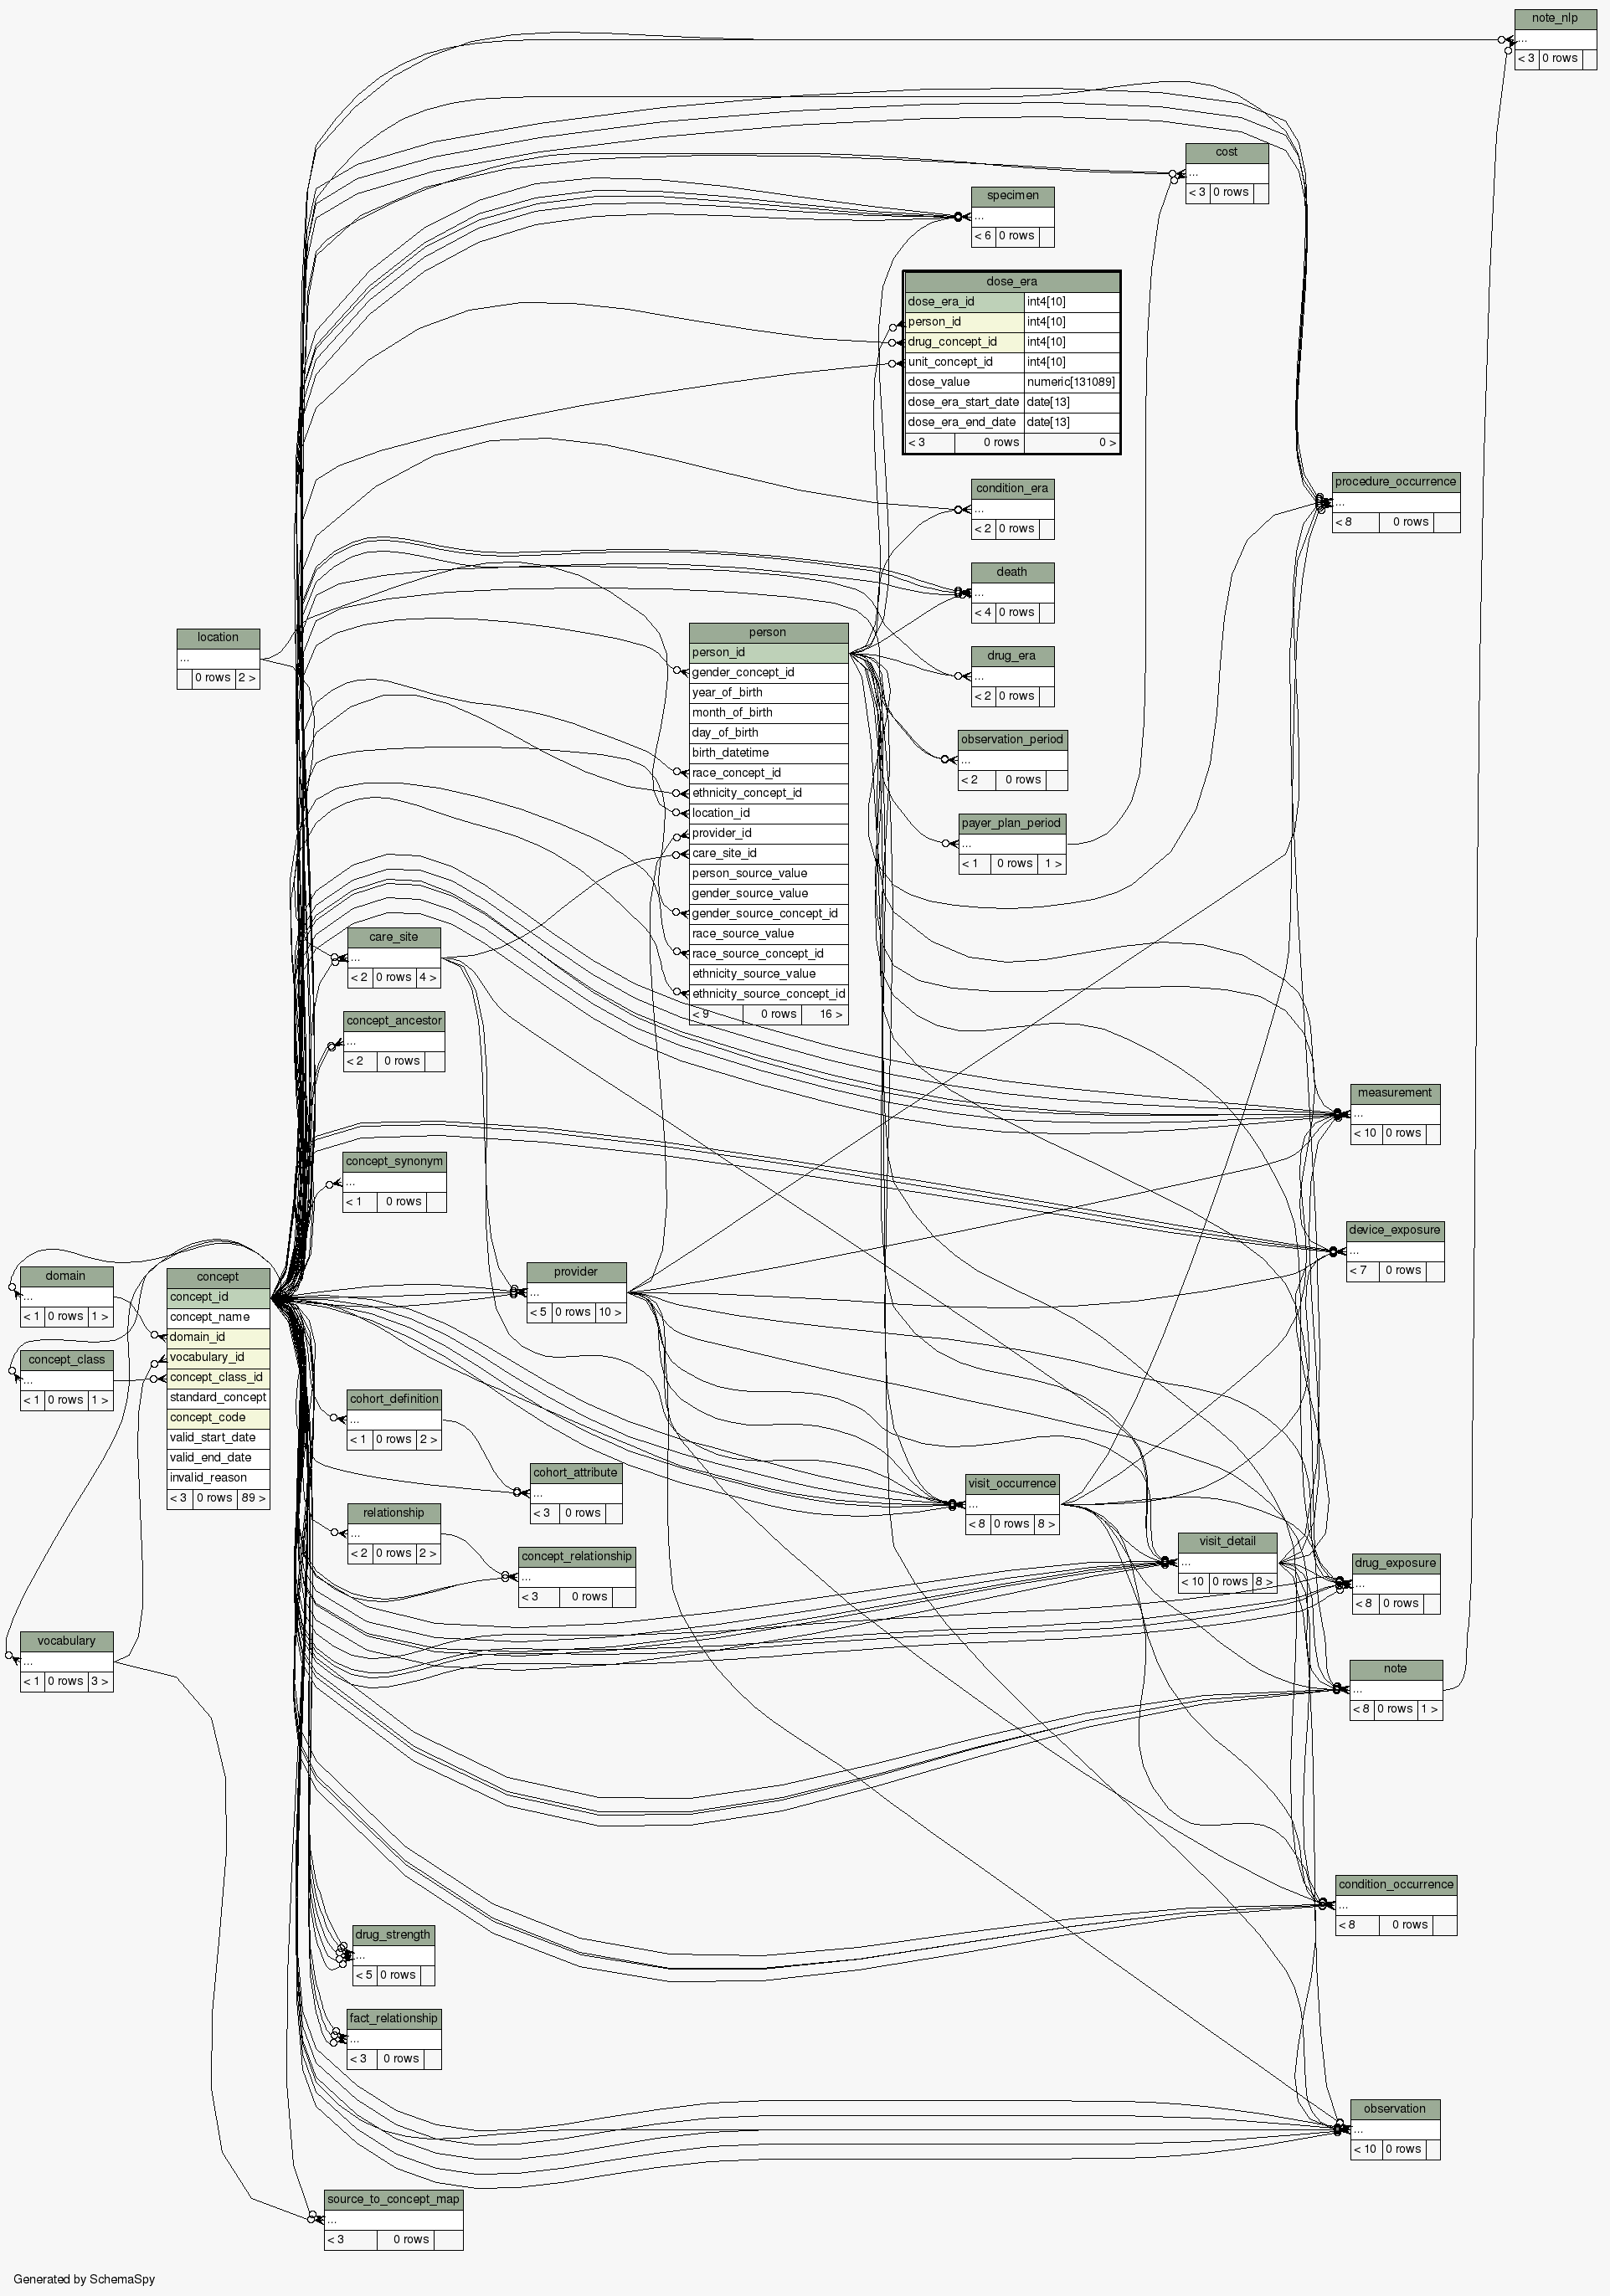 note_nlp
...
< 3 0 rows
cost
...
< 3 0 rows
specimen
...
< 6 0 rows
dose_era
dose_era_id int4[10]
person_id int4[10]
drug_concept_id int4[10]
unit_concept_id int4[10]
dose_value numeric[131089]
dose_era_start_date date[13]
dose_era_end_date date[13]
< 3 0 rows 0 >
condition_era
...
< 2 0 rows
procedure_occurrence
...
< 8 0 rows
death
...
< 4 0 rows
location
...
0 rows 2 >
person
person_id
gender_concept_id
year_of_birth
month_of_birth
day_of_birth
birth_datetime
race_concept_id
ethnicity_concept_id
location_id
provider_id
care_site_id
person_source_value
gender_source_value
gender_source_concept_id
race_source_value
race_source_concept_id
ethnicity_source_value
ethnicity_source_concept_id
< 9 0 rows 16 >
drug_era
...
< 2 0 rows
observation_period
...
< 2 0 rows
payer_plan_period
...
< 1 0 rows 1 >
care_site
...
< 2 0 rows 4 >
concept_ancestor
...
< 2 0 rows
measurement
...
< 10 0 rows
concept_synonym
...
< 1 0 rows
device_exposure
...
< 7 0 rows
domain
...
< 1 0 rows 1 >
concept
concept_id
concept_name
domain_id
vocabulary_id
concept_class_id
standard_concept
concept_code
valid_start_date
valid_end_date
invalid_reason
< 3 0 rows 89 >
provider
...
< 5 0 rows 10 >
concept_class
...
< 1 0 rows 1 >
cohort_definition
...
< 1 0 rows 2 >
cohort_attribute
...
< 3 0 rows
visit_occurrence
...
< 8 0 rows 8 >
relationship
...
< 2 0 rows 2 >
visit_detail
...
< 10 0 rows 8 >
concept_relationship
...
< 3 0 rows
drug_exposure
...
< 8 0 rows
vocabulary
...
< 1 0 rows 3 >
note
...
< 8 0 rows 1 >
condition_occurrence
...
< 8 0 rows
drug_strength
...
< 5 0 rows
fact_relationship
...
< 3 0 rows
observation
...
< 10 0 rows
source_to_concept_map
...
< 3 0 rows
Generated by SchemaSpy